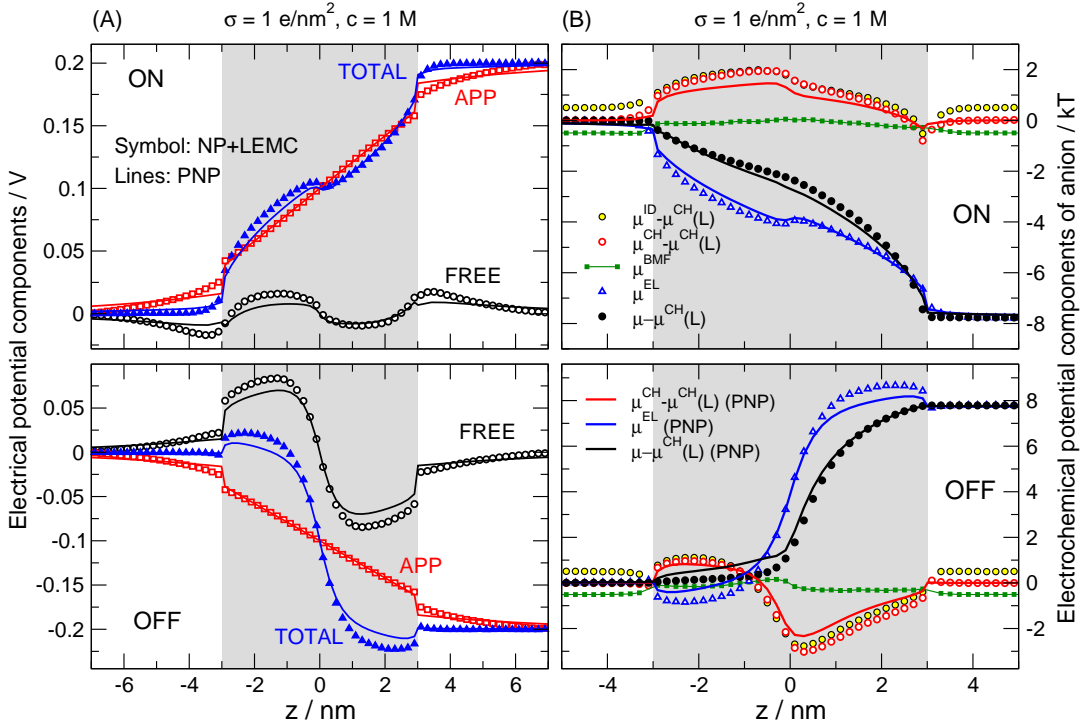 (A)
σ = 1 e/nm², c = 1 M
(B)
σ = 1 e/nm², c = 1 M
Electrical potential components / V
0.2
0.15
0.1
0.05
0
ON
TOTAL
APP
Symbol: NP+LEMC
Lines: PNP
FREE
0.05
0
-0.05
-0.1
-0.15
-0.2
FREE
APP
TOTAL
OFF
-6
-4
-2
0
2
4
6
z / nm
2
0
-2
-4
-6
-8
μ^ID-μ^CH(L)
μ^CH-μ^CH(L)
μ^BMF
μ^EL
μ-μ^CH(L)
ON
8
6
4
2
0
-2
μ^CH-μ^CH(L) (PNP)
μ^EL (PNP)
μ-μ^CH(L) (PNP)
OFF
-4
-2
0
2
4
z / nm
Electrochemical potential components of anion / kT